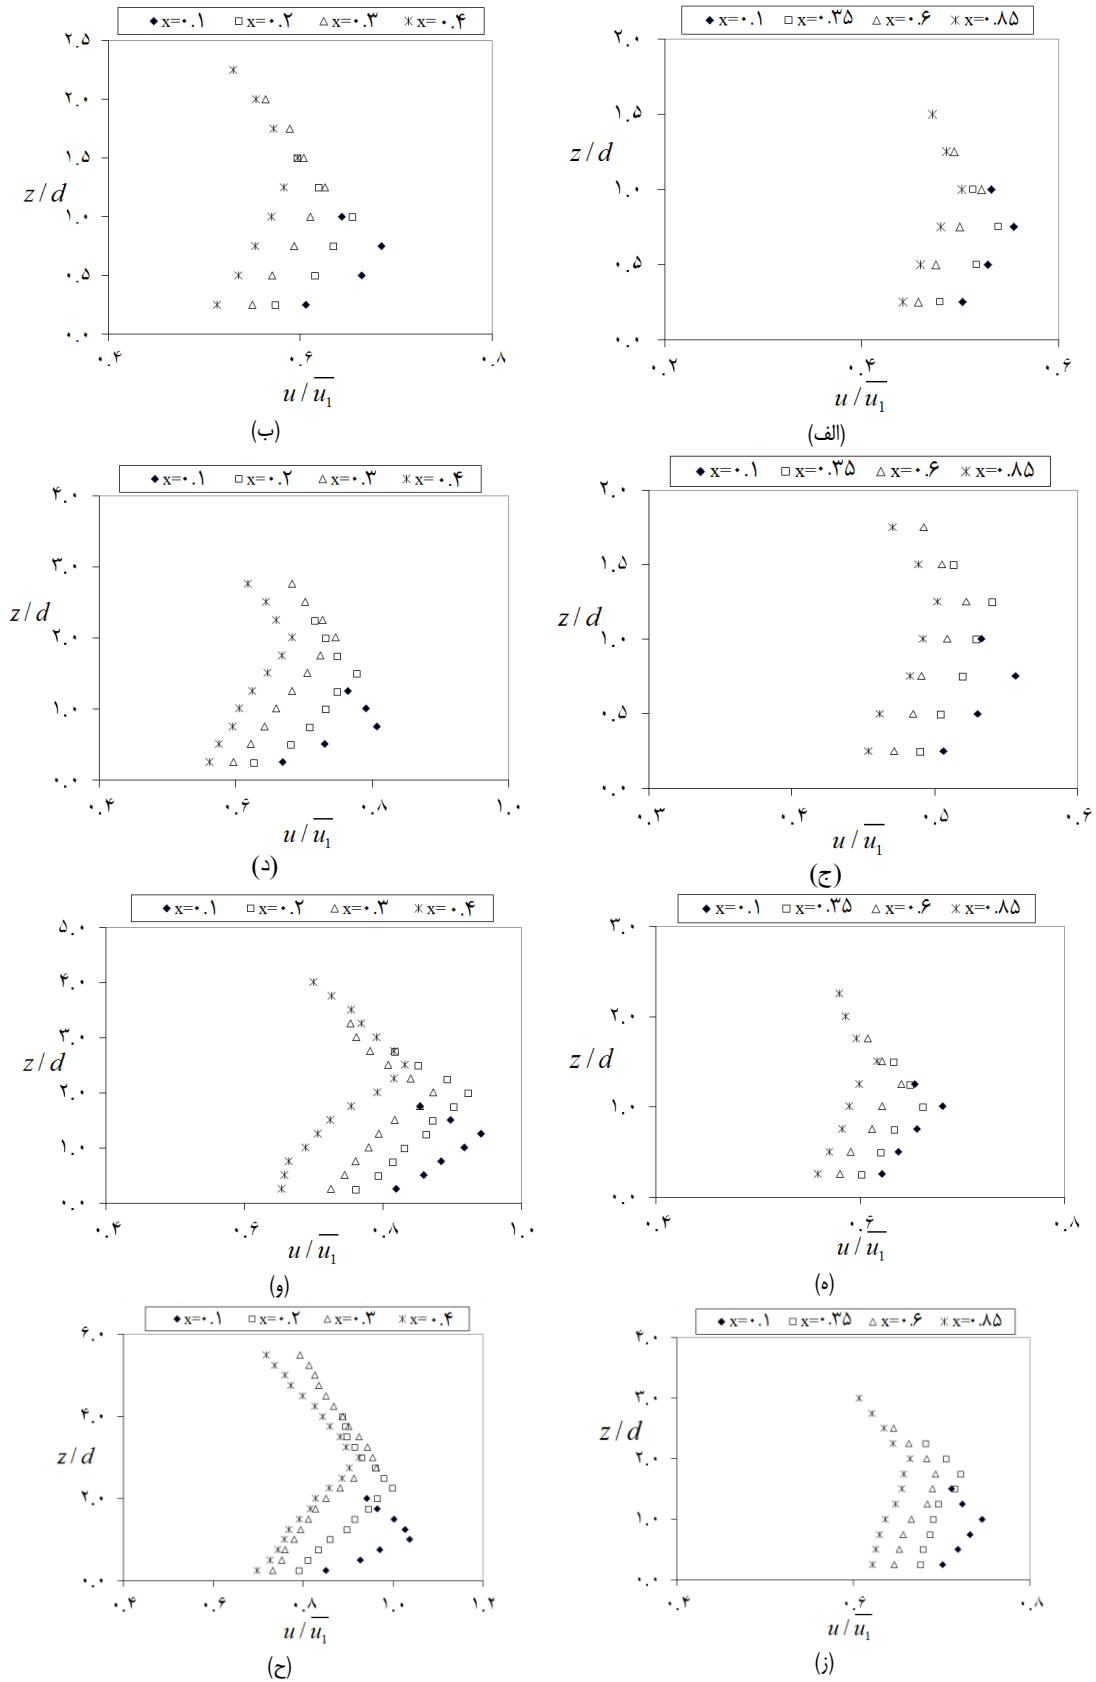 x=۰.۱ x=۰.۳۵ x=۰.۶ x=۰.۸۵
۲.۰
۱.۵
z/d
۱.۰
۰.۵
۰.۰
۰.۲ ۰.۴ ۰.۶
u/u̅₁
(الف)
x=۰.۱ x=۰.۲ x=۰.۳ x=۰.۴
۲.۵
۲.۰
۱.۵
z/d
۱.۰
۰.۵
۰.۰
۰.۴ ۰.۶ ۰.۸
u/u̅₁
(ب)
x=۰.۱ x=۰.۳۵ x=۰.۶ x=۰.۸۵
۲.۰
۱.۵
z/d
۱.۰
۰.۵
۰.۰
۰.۳ ۰.۴ ۰.۵ ۰.۶
u/u̅₁
(ج)
x=۰.۱ x=۰.۲ x=۰.۳ x=۰.۴
۴.۰
۳.۰
z/d
۲.۰
۱.۰
۰.۰
۰.۴ ۰.۶ ۰.۸ ۱.۰
u/u̅₁
(د)
x=۰.۱ x=۰.۳۵ x=۰.۶ x=۰.۸۵
۳.۰
۲.۰
z/d
۱.۰
۰.۰
۰.۴ ۰.۶ ۰.۸
u/u̅₁
(ه)
x=۰.۱ x=۰.۲ x=۰.۳ x=۰.۴
۵.۰
۴.۰
۳.۰
z/d
۲.۰
۱.۰
۰.۰
۰.۴ ۰.۶ ۰.۸ ۱.۰
u/u̅₁
(و)
x=۰.۱ x=۰.۳۵ x=۰.۶ x=۰.۸۵
۴.۰
۳.۰
z/d
۲.۰
۱.۰
۰.۰
۰.۴ ۰.۶ ۰.۸
u/u̅₁
(ز)
x=۰.۱ x=۰.۲ x=۰.۳ x=۰.۴
۶.۰
۴.۰
z/d
۲.۰
۰.۰
۰.۴ ۰.۶ ۰.۸ ۱.۰ ۱.۲
u/u̅₁
(ح)